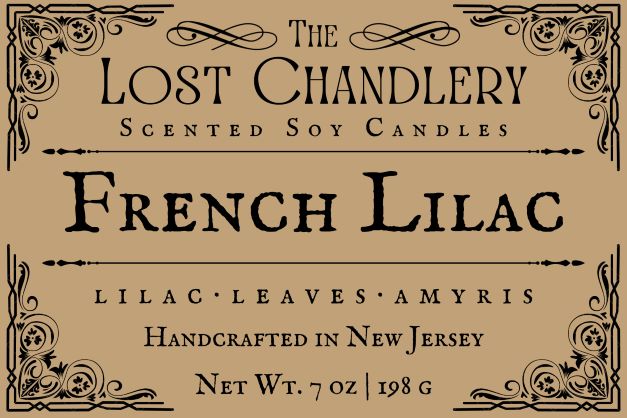 The
Lost Chandlery
Scented Soy Candles
French Lilac
LILAC·LEAVES·AMYRIS
Handcrafted in New Jersey
Net Wt. 7 oz | 198 g